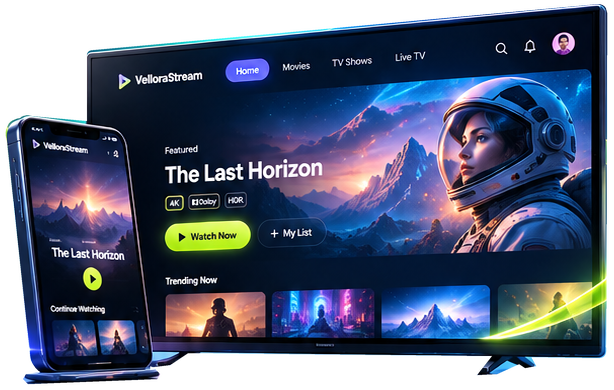 VelloraStream
Home
Movies
TV Shows
Live TV
Featured
The Last Horizon
4K
Dolby
HDR
Watch Now
+ My List
Trending Now
VelloraStream
The Last Horizon
Continue Watching